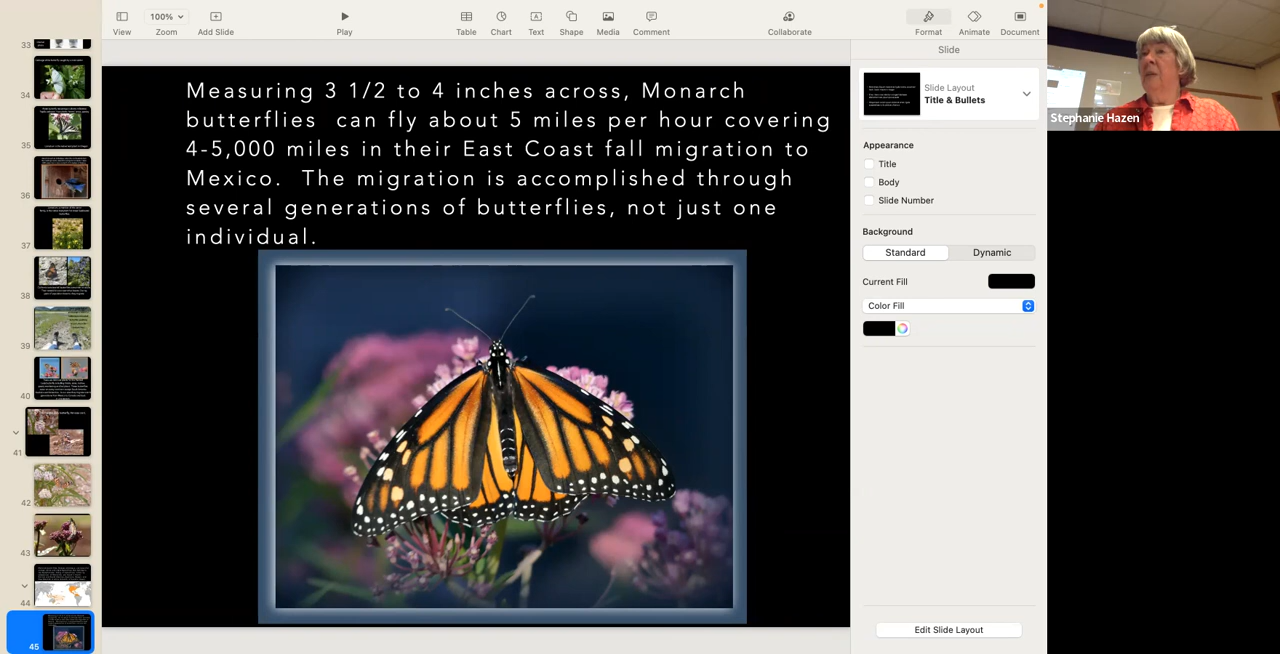 100%
View
Zoom
Add Slide
Play
Table
Chart
Text
Shape
Media
Comment
Collaborate
Format
Animate
Document
33
34
35
36
37
38
39
40
41
42
43
44
45
Measuring 3 1/2 to 4 inches across, Monarch
butterflies can fly about 5 miles per hour covering
4-5,000 miles in their East Coast fall migration to
Mexico. The migration is accomplished through
several generations of butterflies, not just one
individual.
Slide
Slide Layout
Title & Bullets
Appearance
Title
Body
Slide Number
Background
Standard
Dynamic
Current Fill
Color Fill
Edit Slide Layout
Stephanie Hazen